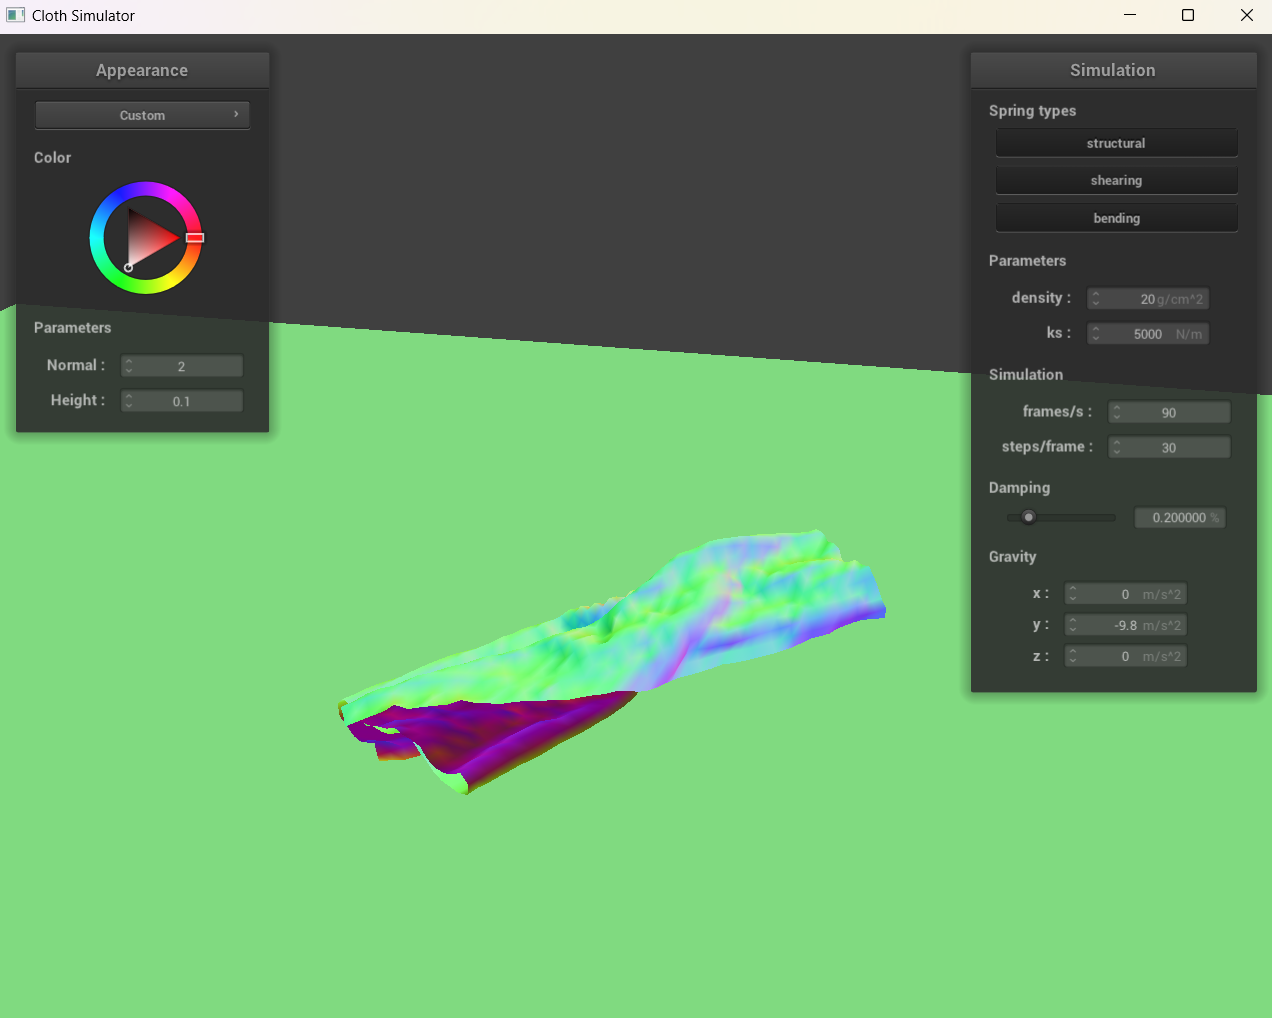 Cloth Simulator
Appearance
Custom
Color
Parameters
Normal : 2
Height : 0.1
Simulation
Spring types
structural
shearing
bending
Parameters
density : 20 g/cm^2
ks : 5000 N/m
Simulation
frames/s : 90
steps/frame : 30
Damping
0.200000 %
Gravity
x : 0 m/s^2
y : -9.8 m/s^2
z : 0 m/s^2